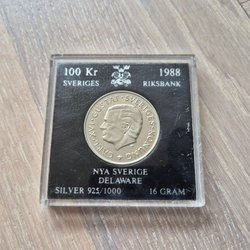 100 Kr 1988
SVERIGES RIKSBANK
NYA SVERIGE
DELAWARE
SILVER 925/1000 16 GRAM